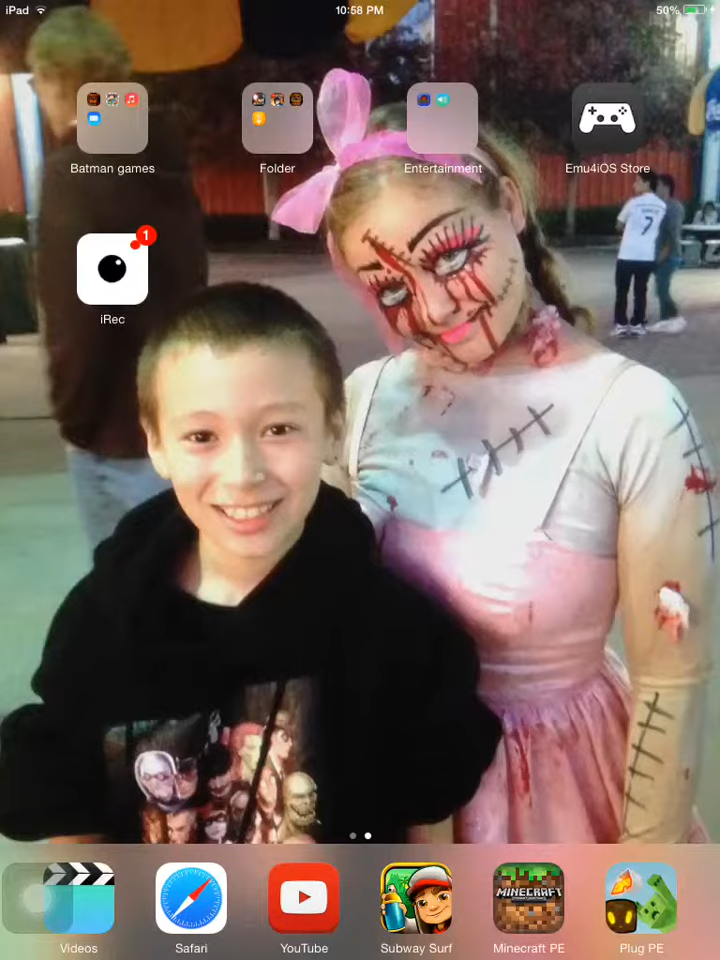 iPad 10:58 PM 50%
Batman games Folder Entertainment Emu4iOS Store
7
1
iRec
MINECRAFT
Videos Safari YouTube Subway Surf Minecraft PE Plug PE